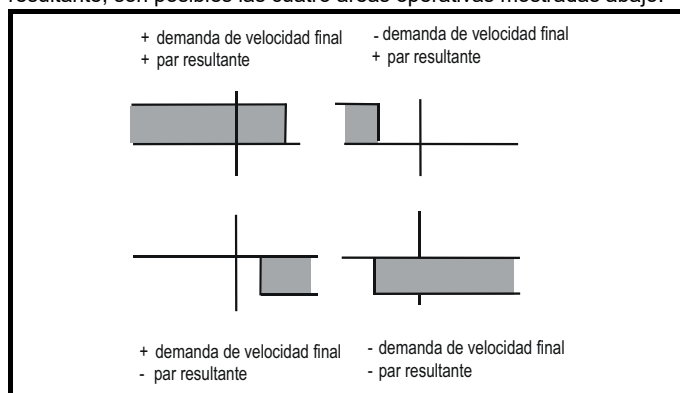 resultante, son posibles las cuatro áreas operativas mostradas abajo.
+ demanda de velocidad final
+ par resultante
- demanda de velocidad final
+ par resultante
+ demanda de velocidad final
- par resultante
- demanda de velocidad final
- par resultante